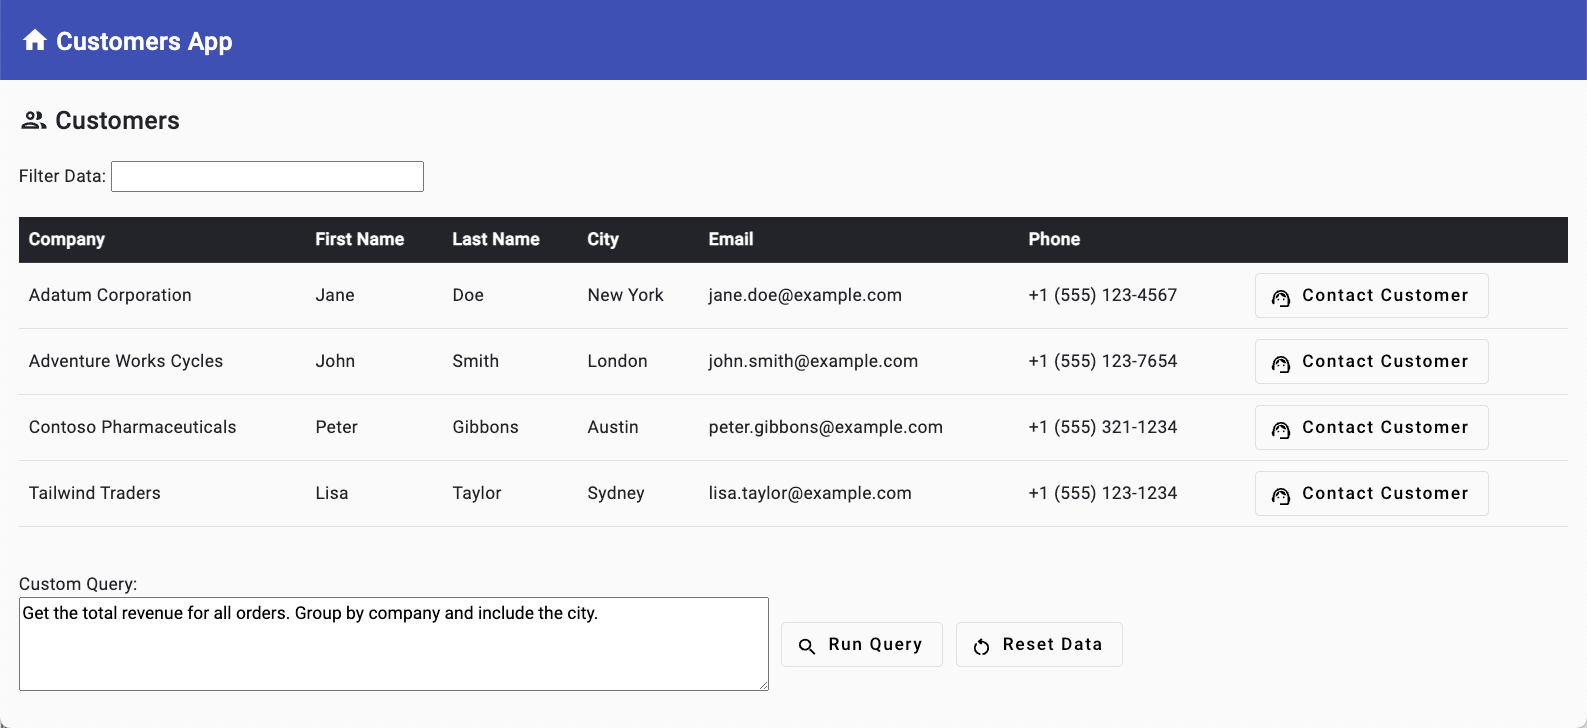 Customers App
Customers
Filter Data:
Company First Name Last Name City Email Phone
Adatum Corporation Jane Doe New York jane.doe@example.com +1 (555) 123-4567 Contact Customer
Adventure Works Cycles John Smith London john.smith@example.com +1 (555) 123-7654 Contact Customer
Contoso Pharmaceuticals Peter Gibbons Austin peter.gibbons@example.com +1 (555) 321-1234 Contact Customer
Tailwind Traders Lisa Taylor Sydney lisa.taylor@example.com +1 (555) 123-1234 Contact Customer
Custom Query:
Get the total revenue for all orders. Group by company and include the city.
Run Query Reset Data